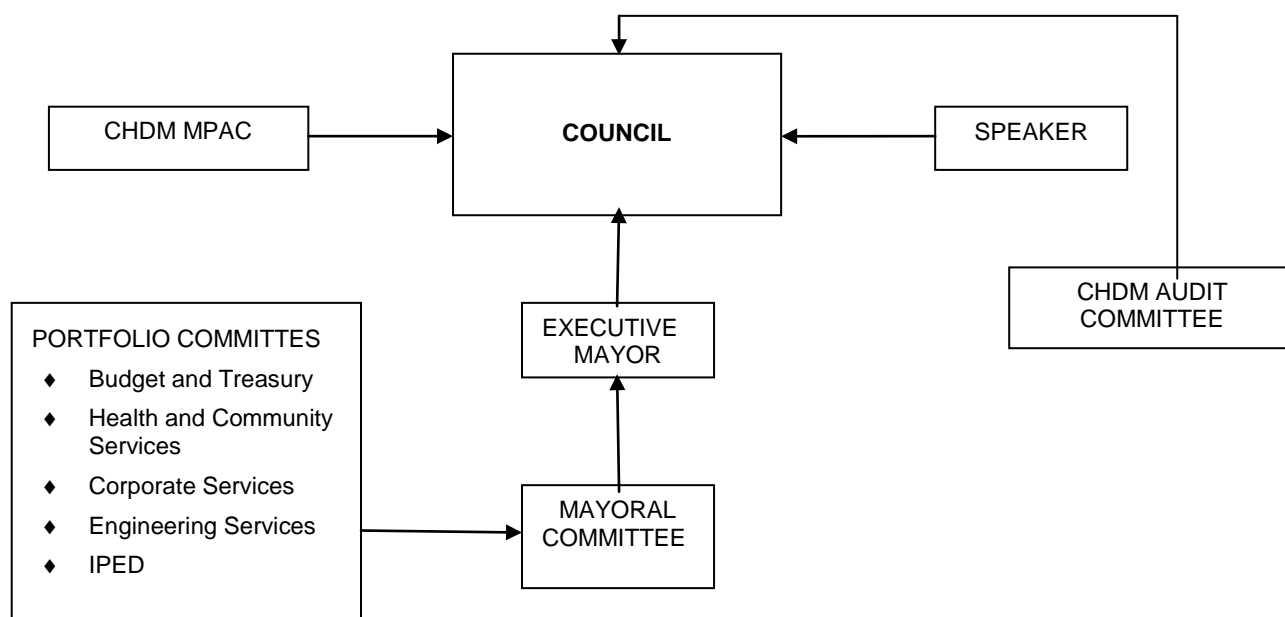 CHDM MPAC
COUNCIL
SPEAKER
CHDM AUDIT
COMMITTEE
EXECUTIVE
MAYOR
PORTFOLIO COMMITTES
♦ Budget and Treasury
♦ Health and Community
Services
♦ Corporate Services
♦ Engineering Services
♦ IPED
MAYORAL
COMMITTEE